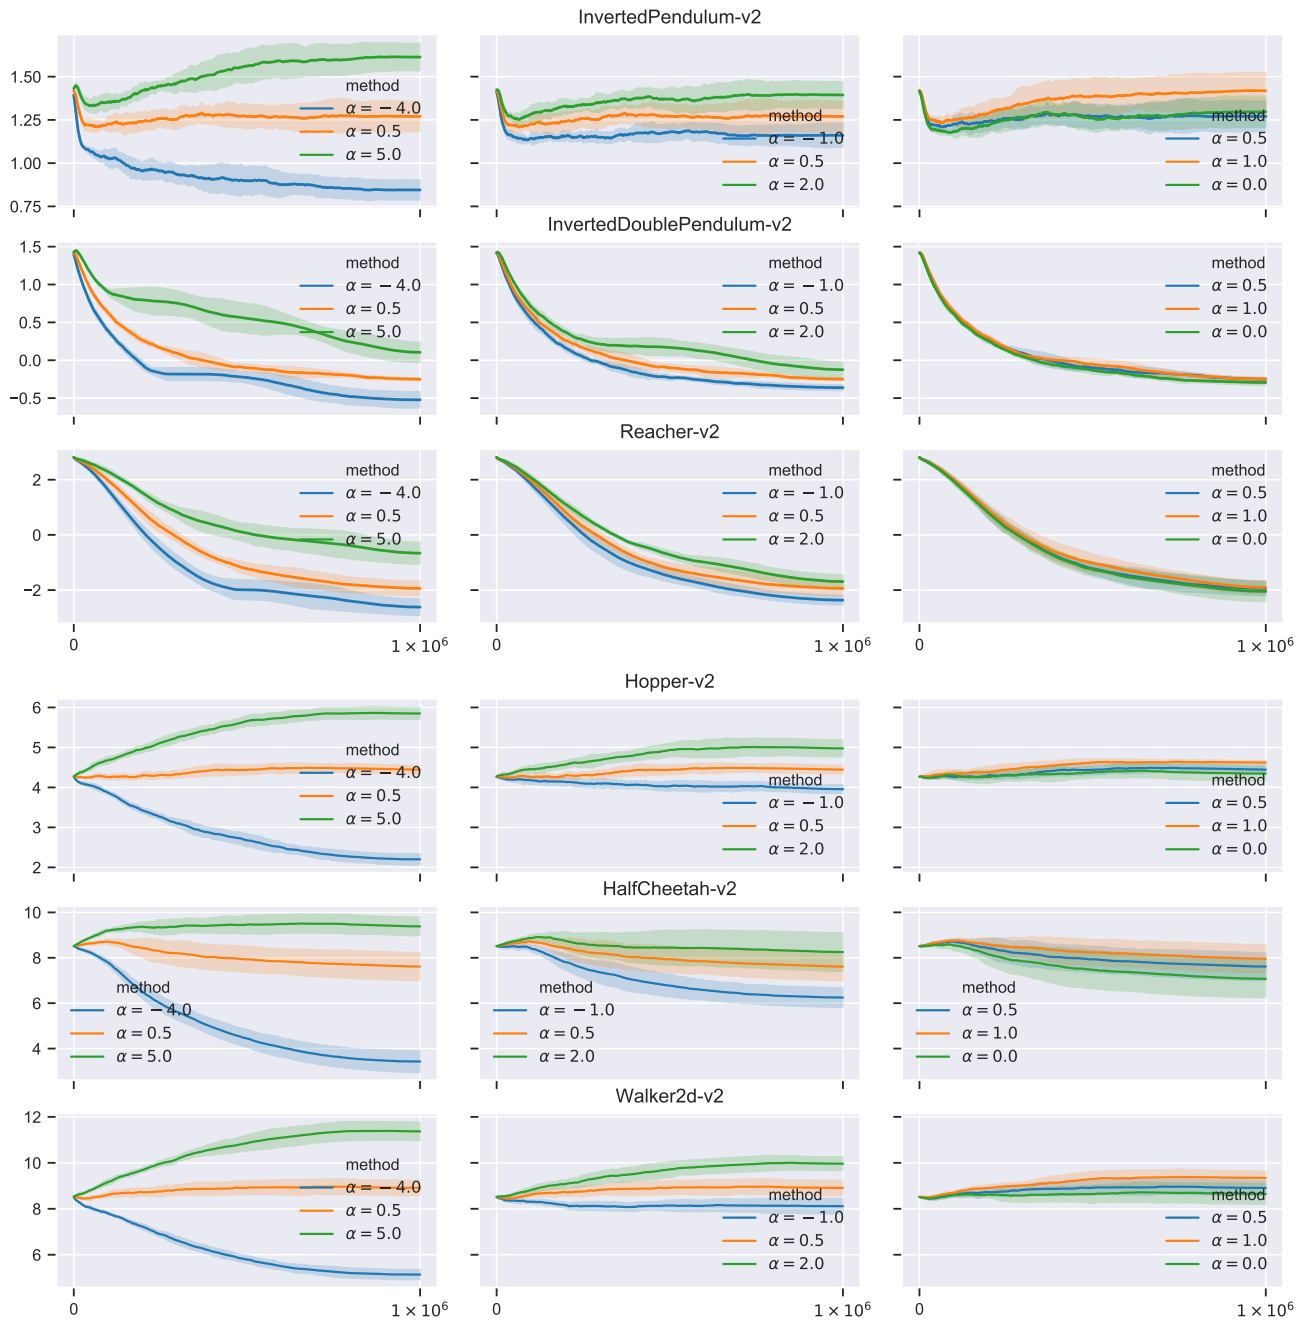 InvertedPendulum-v2
1.50
1.25
1.00
0.75
method
α = −4.0
α = 0.5
α = 5.0
method
α = −1.0
α = 0.5
α = 2.0
method
α = 0.5
α = 1.0
α = 0.0
InvertedDoublePendulum-v2
1.5
1.0
0.5
0.0
−0.5
method
α = −4.0
α = 0.5
α = 5.0
method
α = −1.0
α = 0.5
α = 2.0
method
α = 0.5
α = 1.0
α = 0.0
Reacher-v2
2
0
−2
method
α = −4.0
α = 0.5
α = 5.0
method
α = −1.0
α = 0.5
α = 2.0
method
α = 0.5
α = 1.0
α = 0.0
0 1 × 10⁶ 0 1 × 10⁶ 0 1 × 10⁶
Hopper-v2
6
5
4
3
2
method
α = −4.0
α = 0.5
α = 5.0
method
α = −1.0
α = 0.5
α = 2.0
method
α = 0.5
α = 1.0
α = 0.0
HalfCheetah-v2
10
8
6
4
method
α = −4.0
α = 0.5
α = 5.0
method
α = −1.0
α = 0.5
α = 2.0
method
α = 0.5
α = 1.0
α = 0.0
Walker2d-v2
12
10
8
6
method
α = −4.0
α = 0.5
α = 5.0
method
α = −1.0
α = 0.5
α = 2.0
method
α = 0.5
α = 1.0
α = 0.0
0 1 × 10⁶ 0 1 × 10⁶ 0 1 × 10⁶